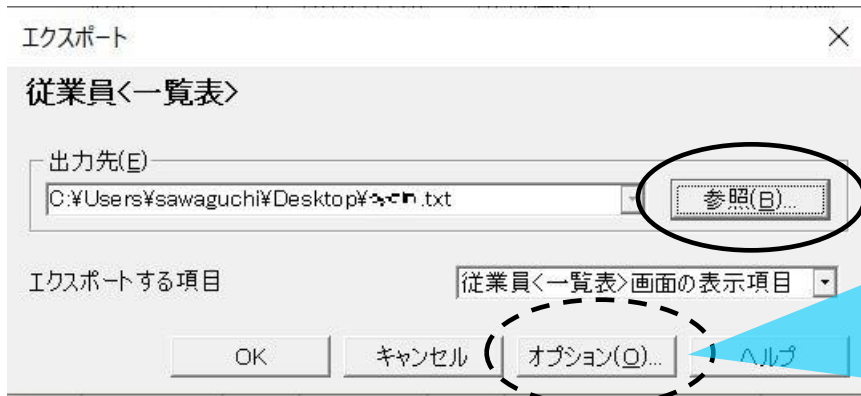 エクスポート
従業員<一覧表>
出力先(E)
C:¥Users¥sawaguchi¥Desktop¥ .txt
参照(B)...
エクスポートする項目
従業員<一覧表>画面の表示項目
OK
キャンセル
オプション(O)...
ヘルプ